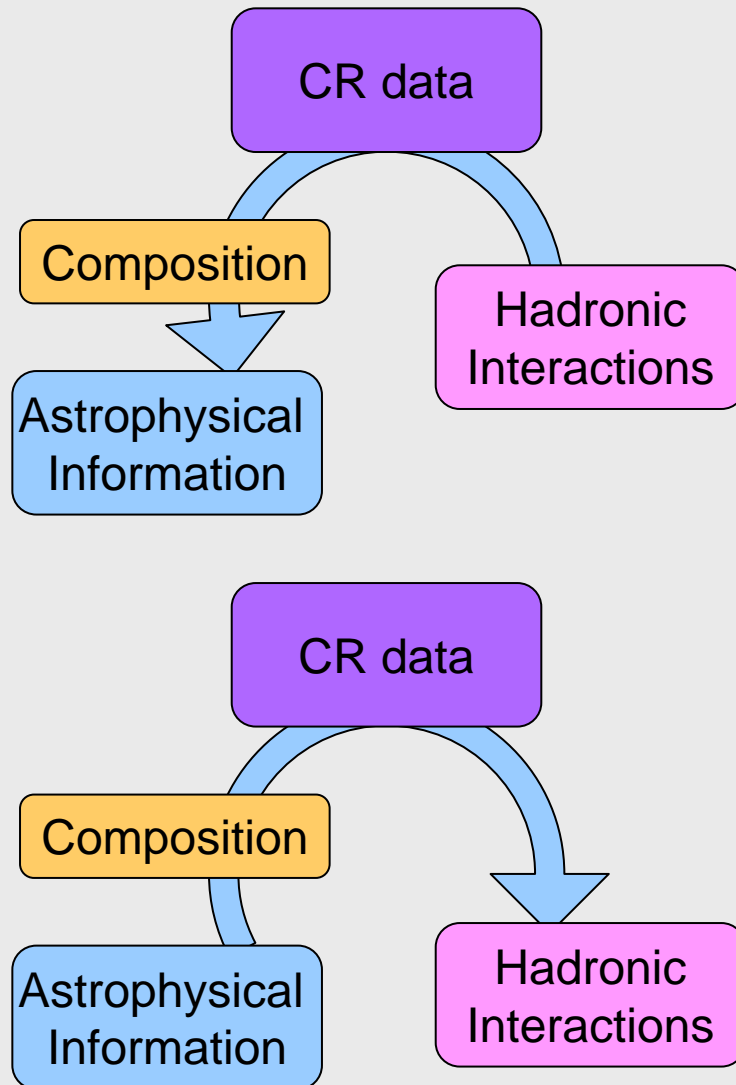 CR data
Composition
Hadronic
Interactions
Astrophysical
Information
CR data
Composition
Hadronic
Interactions
Astrophysical
Information